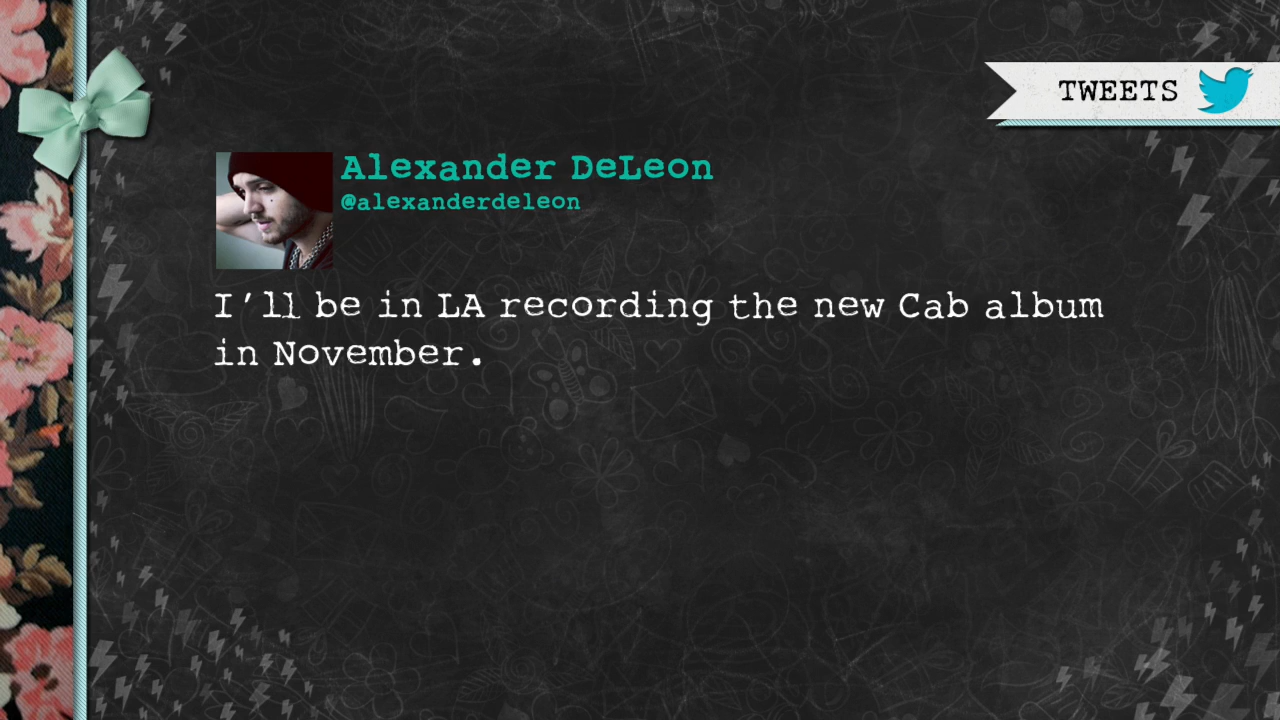 TWEETS
Alexander DeLeon
@alexanderdeleon
I'll be in LA recording the new Cab album
in November.